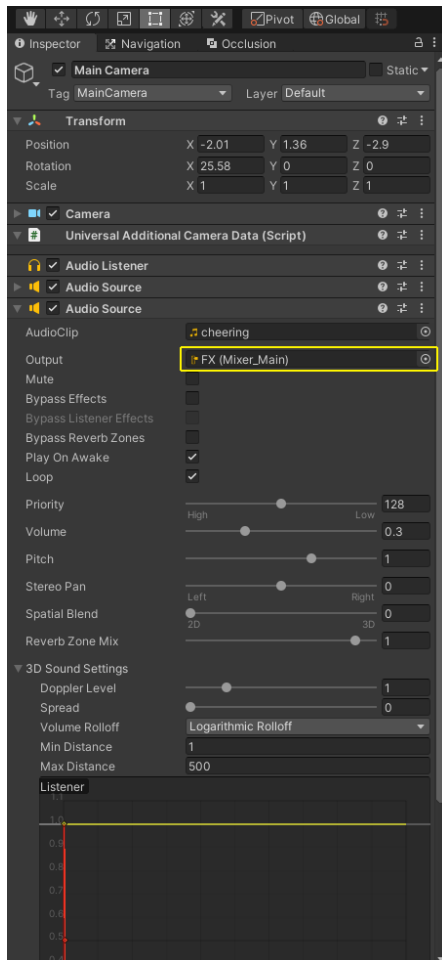 Pivot Global
Inspector Navigation Occlusion
Main Camera Static
Tag MainCamera Layer Default
Transform
Position X -2.01 Y 1.36 Z -2.9
Rotation X 25.58 Y 0 Z 0
Scale X 1 Y 1 Z 1
Camera
# Universal Additional Camera Data (Script)
Audio Listener
Audio Source
Audio Source
AudioClip cheering
Output FX (Mixer_Main)
Mute
Bypass Effects
Bypass Listener Effects
Bypass Reverb Zones
Play On Awake
Loop
Priority 128
High Low
Volume 0.3
Pitch 1
Stereo Pan 0
Left Right
Spatial Blend 0
2D 3D
Reverb Zone Mix 1
3D Sound Settings
Doppler Level 1
Spread 0
Volume Rolloff Logarithmic Rolloff
Min Distance 1
Max Distance 500
Listener
1.1
1.0
0.9
0.8
0.7
0.6
0.5
0.4